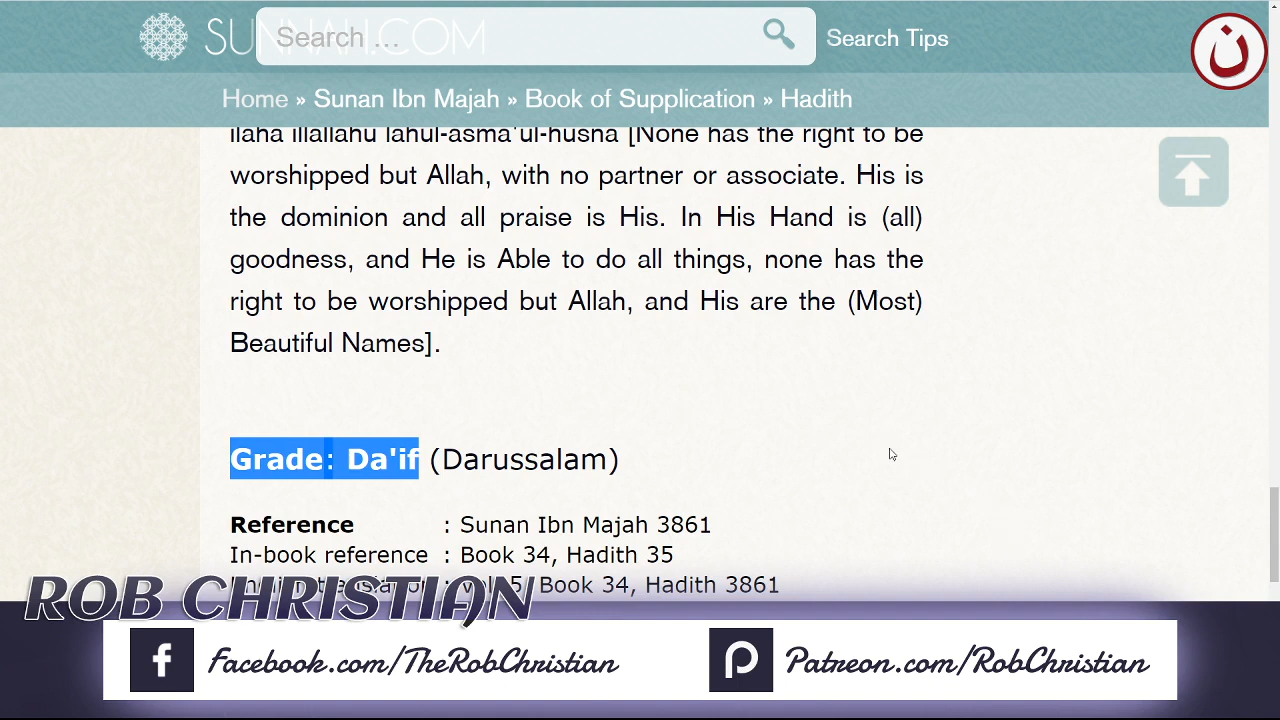 SUNNAH.COM
Search ...
Search Tips
ن
Home » Sunan Ibn Majah » Book of Supplication » Hadith
ilaha illallahu lahul-asma'ul-husna [None has the right to be
worshipped but Allah, with no partner or associate. His is
the dominion and all praise is His. In His Hand is (all)
goodness, and He is Able to do all things, none has the
right to be worshipped but Allah, and His are the (Most)
Beautiful Names].
Grade: Da'if (Darussalam)
Reference : Sunan Ibn Majah 3861
In-book reference : Book 34, Hadith 35
Book 34, Hadith 3861
ROB CHRISTIAN
Facebook.com/TheRobChristian
Patreon.com/RobChristian